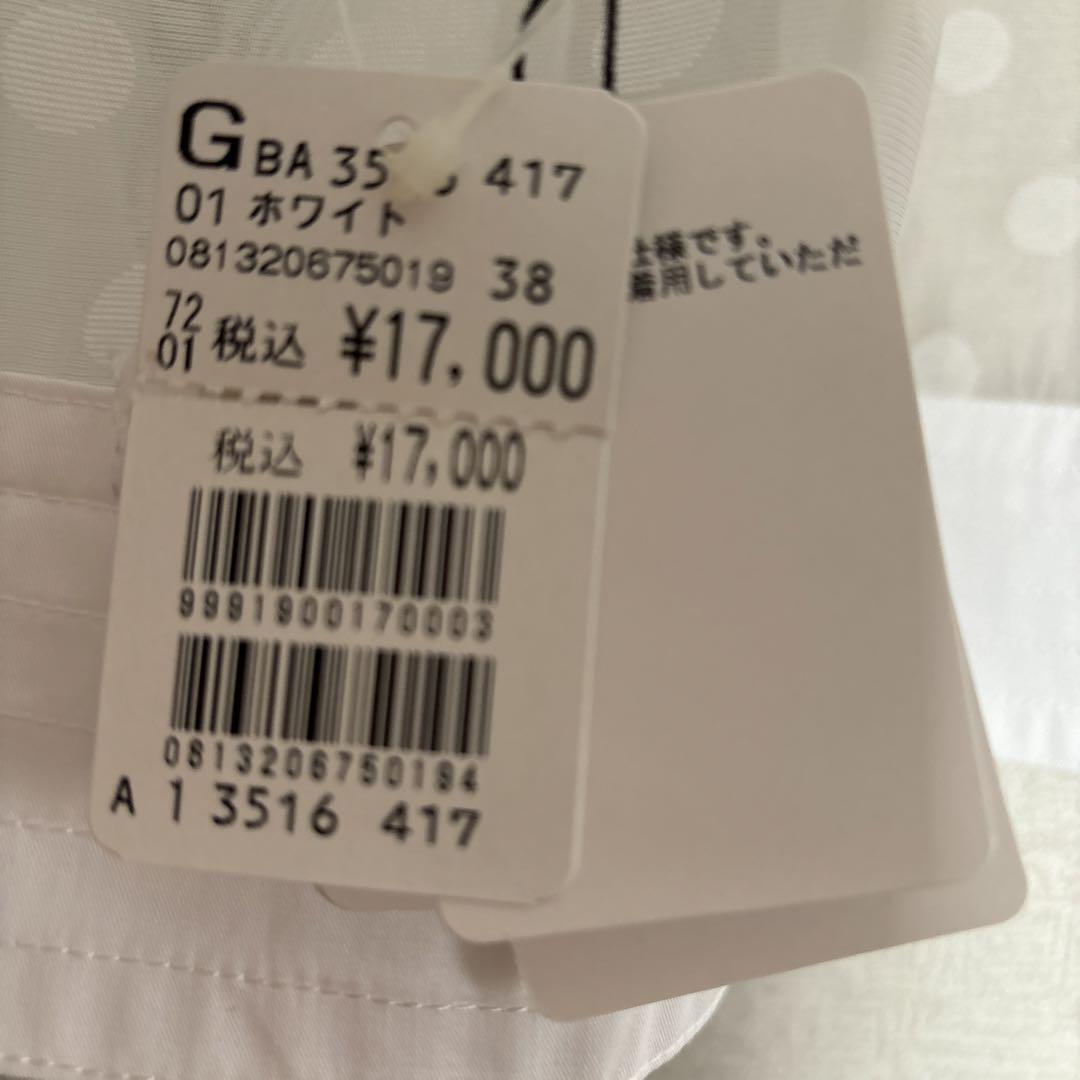 G BA 35 6 417
01 ホワイト
081320675019 38
72
01 税込 ¥17,000
税込 ¥17,000
9991900170003
0813206750194
A 1 3516 417
仕様です。
着用していただ